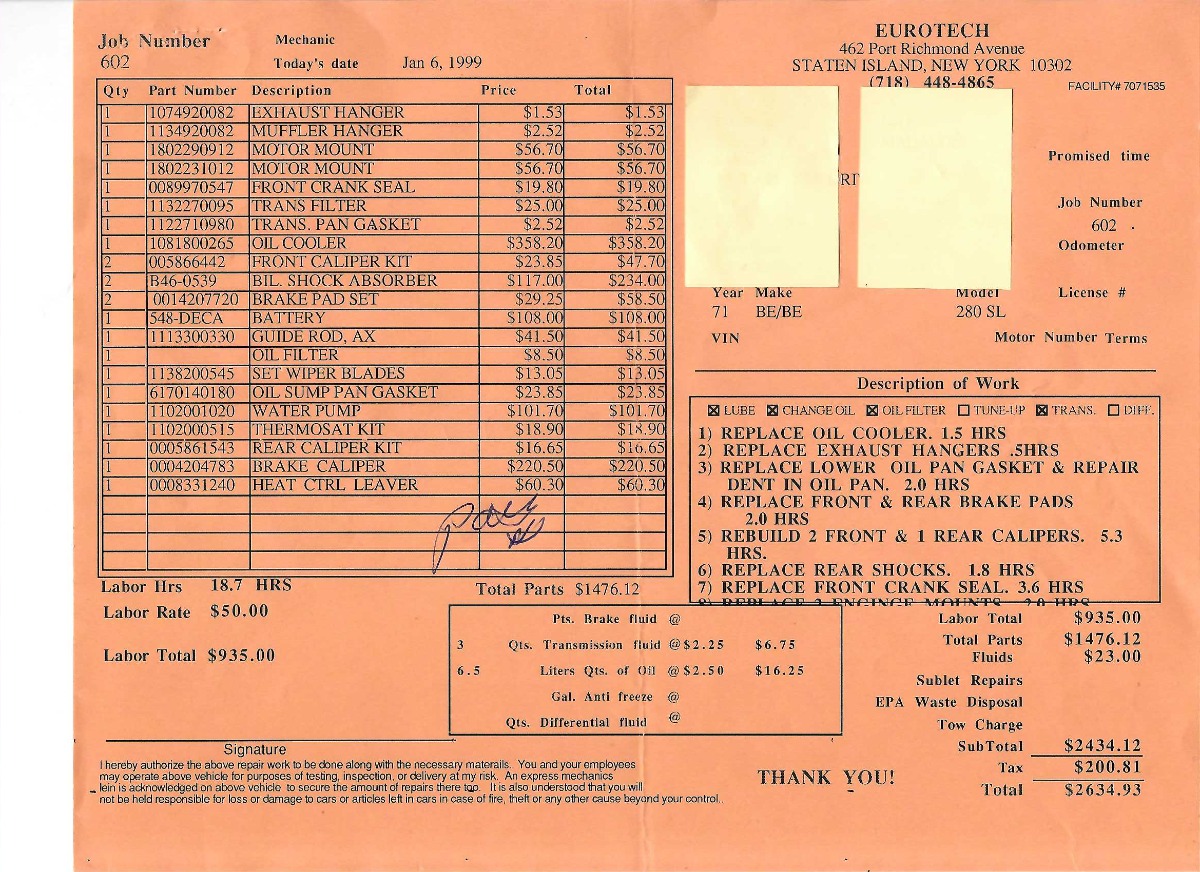 Job Number
602
Mechanic
Today's date Jan 6, 1999
EUROTECH
462 Port Richmond Avenue
STATEN ISLAND, NEW YORK 10302
(718) 448-4865
FACILITY# 7071535
Qty Part Number Description Price Total
1 1074920082 EXHAUST HANGER $1.53 $1.53
1 1134920082 MUFFLER HANGER $2.52 $2.52
1 1802290912 MOTOR MOUNT $56.70 $56.70
1 1802231012 MOTOR MOUNT $56.70 $56.70
1 0089970547 FRONT CRANK SEAL $19.80 $19.80
1 1132270095 TRANS FILTER $25.00 $25.00
1 1122710980 TRANS. PAN GASKET $2.52 $2.52
1 1081800265 OIL COOLER $358.20 $358.20
2 005866442 FRONT CALIPER KIT $23.85 $47.70
2 B46-0539 BIL. SHOCK ABSORBER $117.00 $234.00
2 0014207720 BRAKE PAD SET $29.25 $58.50
1 548-DECA BATTERY $108.00 $108.00
1 1113300330 GUIDE ROD, AX $41.50 $41.50
1 OIL FILTER $8.50 $8.50
1 1138200545 SET WIPER BLADES $13.05 $13.05
1 6170140180 OIL SUMP PAN GASKET $23.85 $23.85
1 1102001020 WATER PUMP $101.70 $101.70
1 1102000515 THERMOSAT KIT $18.90 $18.90
1 0005861543 REAR CALIPER KIT $16.65 $16.65
1 0004204783 BRAKE CALIPER $220.50 $220.50
1 0008331240 HEAT CTRL LEAVER $60.30 $60.30
Labor Hrs 18.7 HRS
Total Parts $1476.12
Labor Rate $50.00
Labor Total $935.00
Promised time
Job Number
602
Odometer
Year Make Model License #
71 BE/BE 280 SL
VIN Motor Number Terms
Description of Work
LUBE CHANGE OIL OIL FILTER TUNE-UP TRANS. DIFF.
1) REPLACE OIL COOLER. 1.5 HRS
2) REPLACE EXHAUST HANGERS .5HRS
3) REPLACE LOWER OIL PAN GASKET & REPAIR
DENT IN OIL PAN. 2.0 HRS
4) REPLACE FRONT & REAR BRAKE PADS
2.0 HRS
5) REBUILD 2 FRONT & 1 REAR CALIPERS. 5.3
HRS.
6) REPLACE REAR SHOCKS. 1.8 HRS
7) REPLACE FRONT CRANK SEAL. 3.6 HRS
Pts. Brake fluid @
3 Qts. Transmission fluid @ $2.25 $6.75
6.5 Liters Qts. of Oil @ $2.50 $16.25
Gal. Anti freeze @
Qts. Differential fluid @
Labor Total $935.00
Total Parts $1476.12
Fluids $23.00
Sublet Repairs
EPA Waste Disposal
Tow Charge
SubTotal $2434.12
Tax $200.81
Total $2634.93
Signature
I hereby authorize the above repair work to be done along with the necessary materails. You and your employees
may operate above vehicle for purposes of testing, inspection, or delivery at my risk. An express mechanics
lein is acknowledged on above vehicle to secure the amount of repairs there too. It is also understood that you will
not be held responsible for loss or damage to cars or articles left in cars in case of fire, theft or any other cause beyond your control.
THANK YOU!